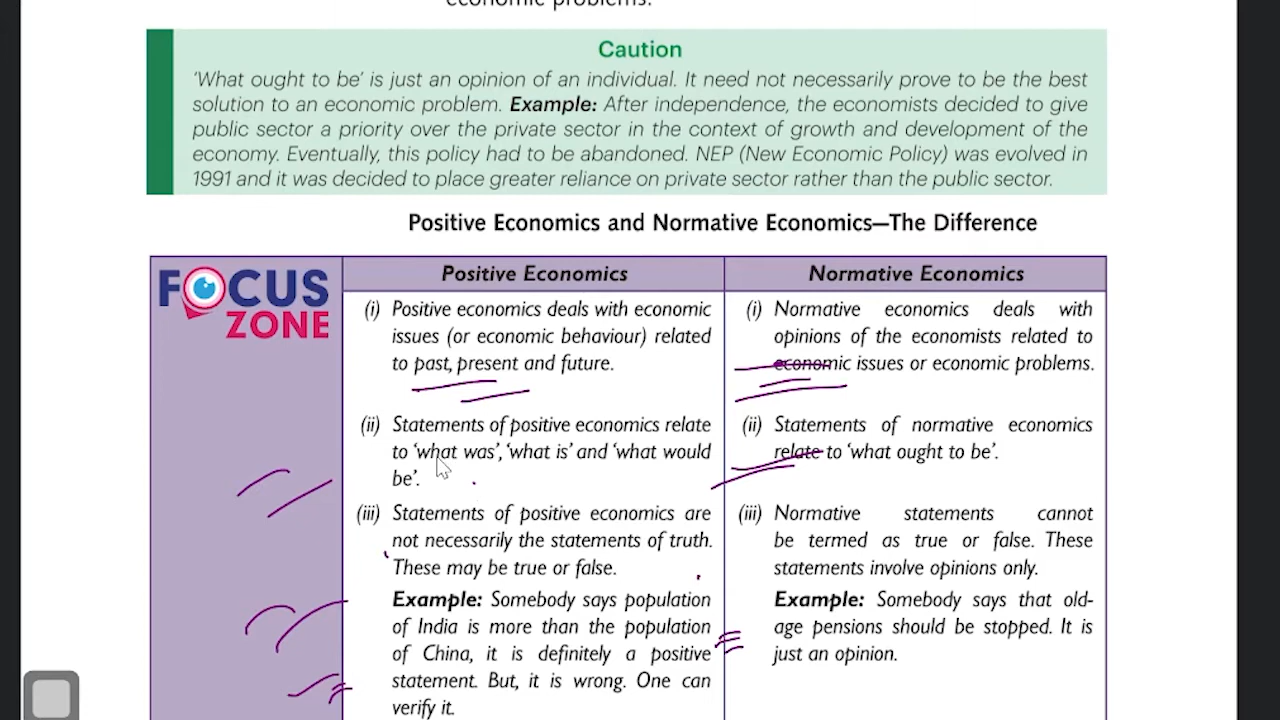 economic problems.
Caution
‘What ought to be’ is just an opinion of an individual. It need not necessarily prove to be the best
solution to an economic problem. Example: After independence, the economists decided to give
public sector a priority over the private sector in the context of growth and development of the
economy. Eventually, this policy had to be abandoned. NEP (New Economic Policy) was evolved in
1991 and it was decided to place greater reliance on private sector rather than the public sector.
Positive Economics and Normative Economics—The Difference
FOCUS
ZONE
Positive Economics
(i) Positive economics deals with economic
issues (or economic behaviour) related
to past, present and future.
(ii) Statements of positive economics relate
to ‘what was’, ‘what is’ and ‘what would
be’.
(iii) Statements of positive economics are
not necessarily the statements of truth.
These may be true or false.
Example: Somebody says population
of India is more than the population
of China, it is definitely a positive
statement. But, it is wrong. One can
verify it.
Normative Economics
(i) Normative economics deals with
opinions of the economists related to
economic issues or economic problems.
(ii) Statements of normative economics
relate to ‘what ought to be’.
(iii) Normative statements cannot
be termed as true or false. These
statements involve opinions only.
Example: Somebody says that old-
age pensions should be stopped. It is
just an opinion.